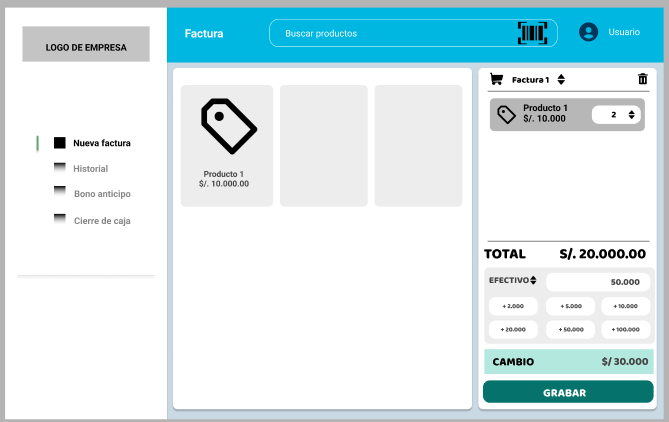 LOGO DE EMPRESA
Nueva factura
Historial
Bono anticipo
Cierre de caja
Factura
Buscar productos
Usuario
Producto 1
S/. 10.000.00
Factura 1
Producto 1
S/. 10.000
2
TOTAL S/. 20.000.00
EFECTIVO 50.000
+ 2.000 + 5.000 + 10.000
+ 20.000 + 50.000 + 100.000
CAMBIO S/ 30.000
GRABAR